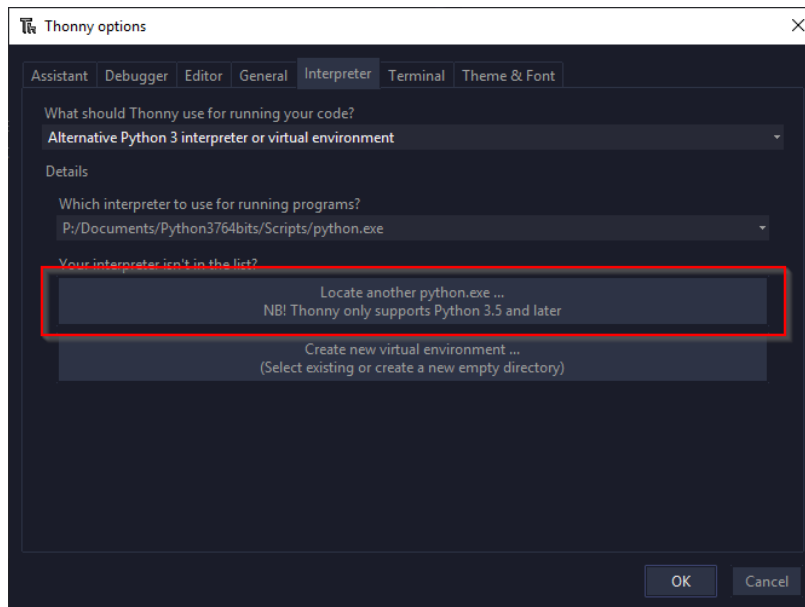 Thonny options
Assistant Debugger Editor General Interpreter Terminal Theme & Font
What should Thonny use for running your code?
Alternative Python 3 interpreter or virtual environment
Details
Which interpreter to use for running programs?
P:/Documents/Python3764bits/Scripts/python.exe
Your interpreter isn't in the list?
Locate another python.exe ...
NB! Thonny only supports Python 3.5 and later
Create new virtual environment ...
(Select existing or create a new empty directory)
OK Cancel